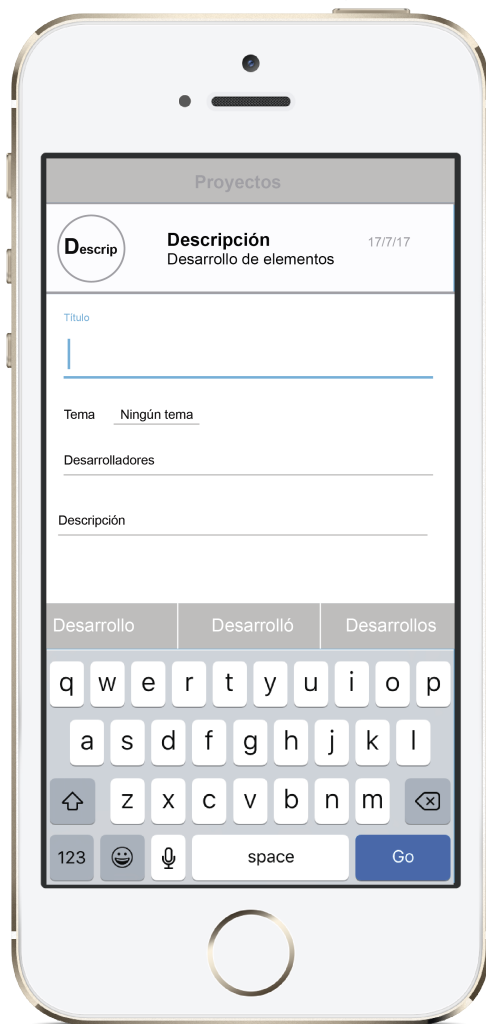 Proyectos
Descrip
Descripción
17/7/17
Desarrollo de elementos
Título
Tema Ningún tema
Desarrolladores
Descripción
Desarrollo Desarrolló Desarrollos
q w e r t y u i o p
a s d f g h j k l
z x c v b n m
123 space Go